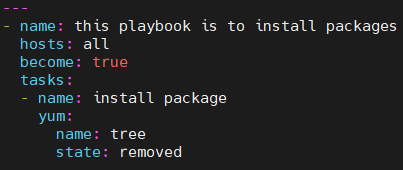 ---
- name: this playbook is to install packages
  hosts: all
  become: true
  tasks:
  - name: install package
    yum:
      name: tree
      state: removed